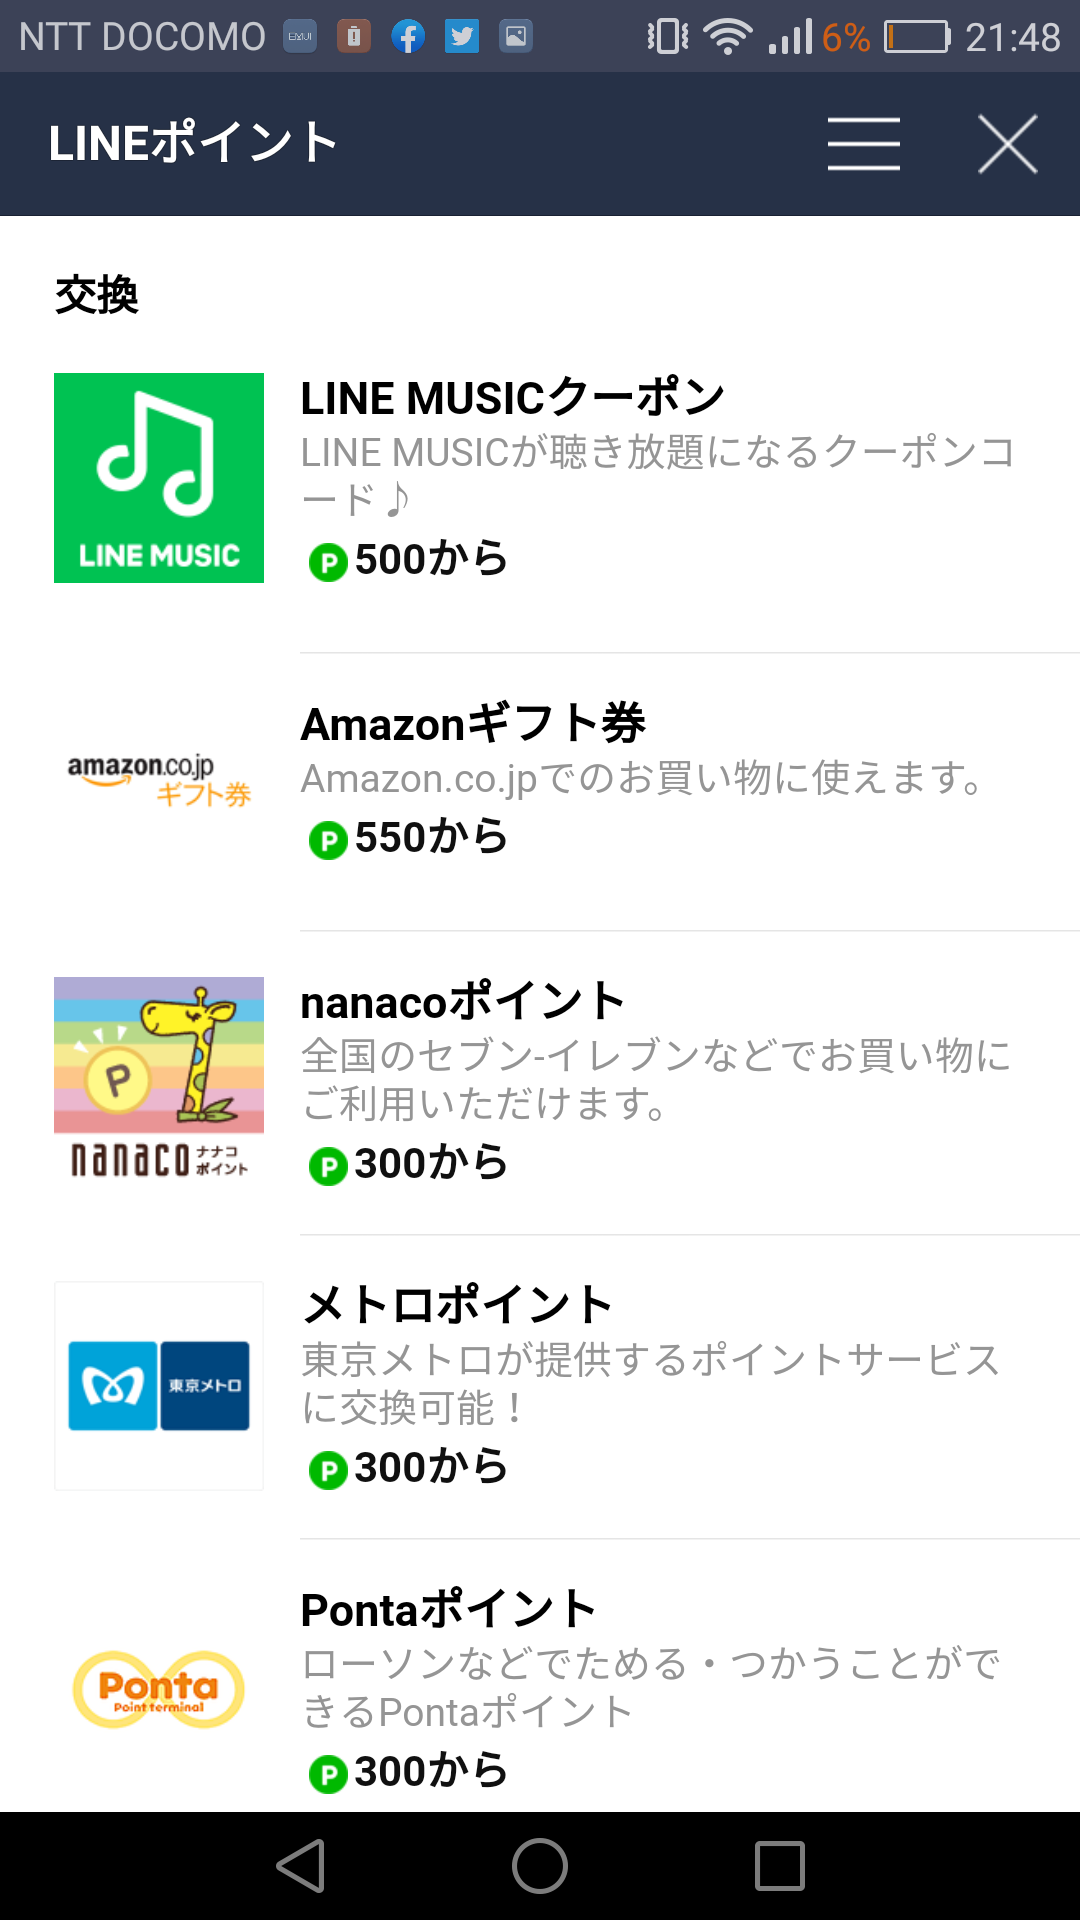 NTT DOCOMO EMUI 6% 21:48
LINEポイント
交換
LINE MUSIC
LINE MUSICクーポン
LINE MUSICが聴き放題になるクーポンコ
ード♪
P 500から
amazon.co.jp
ギフト券
Amazonギフト券
Amazon.co.jpでのお買い物に使えます。
P 550から
P
nanaco ナナコ
ポイント
nanacoポイント
全国のセブン-イレブンなどでお買い物に
ご利用いただけます。
P 300から
東京メトロ
メトロポイント
東京メトロが提供するポイントサービス
に交換可能！
P 300から
Ponta
Point terminal
Pontaポイント
ローソンなどでためる・つかうことがで
きるPontaポイント
P 300から